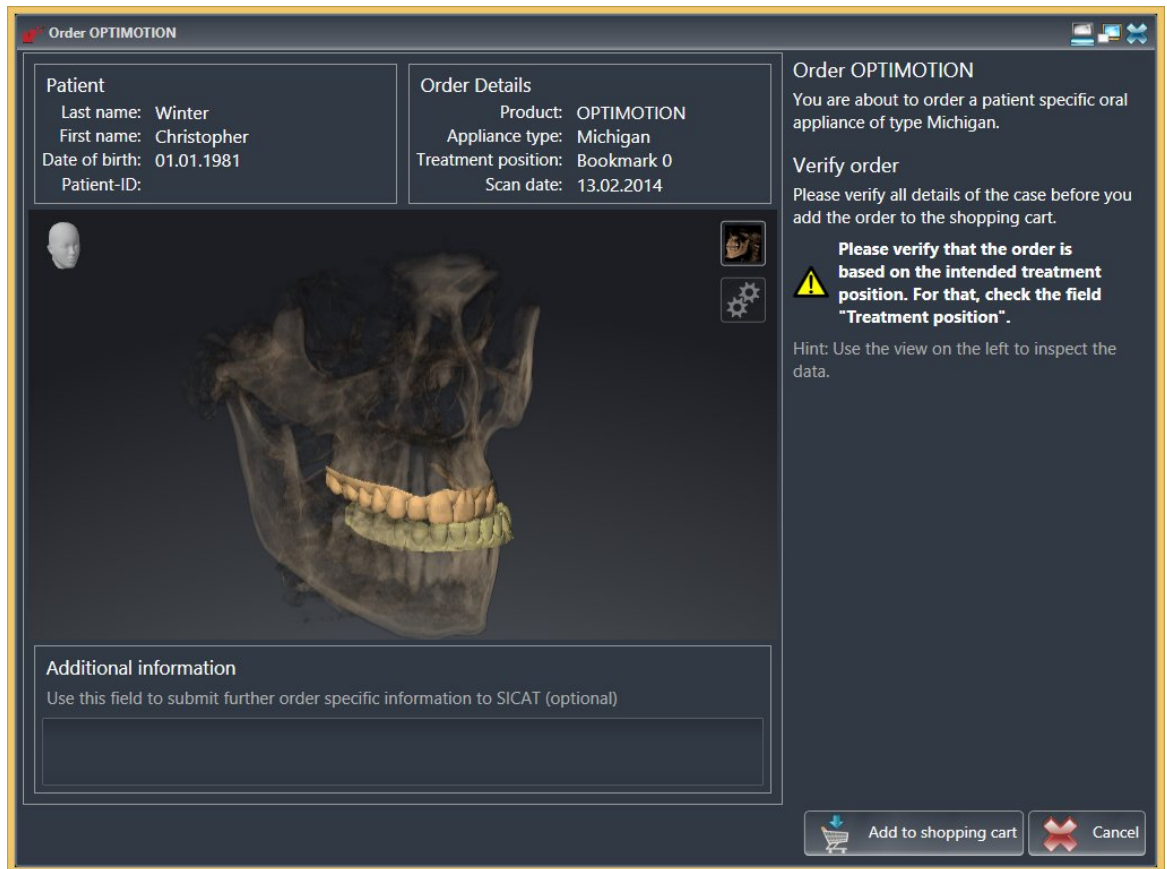 Order OPTIMOTION
Patient
Last name: Winter
First name: Christopher
Date of birth: 01.01.1981
Patient-ID:
Order Details
Product: OPTIMOTION
Appliance type: Michigan
Treatment position: Bookmark 0
Scan date: 13.02.2014
Additional information
Use this field to submit further order specific information to SICAT (optional)
Order OPTIMOTION
You are about to order a patient specific oral
appliance of type Michigan.
Verify order
Please verify all details of the case before you
add the order to the shopping cart.
Please verify that the order is
based on the intended treatment
position. For that, check the field
"Treatment position".
Hint: Use the view on the left to inspect the
data.
Add to shopping cart
Cancel